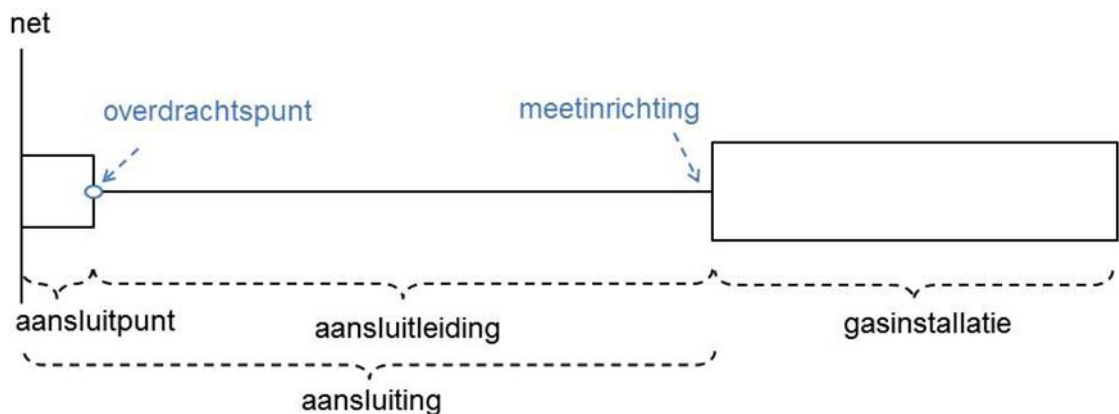 net
overdrachtspunt
meetinrichting
aansluitpunt
aansluitleiding
gasinstallatie
aansluiting